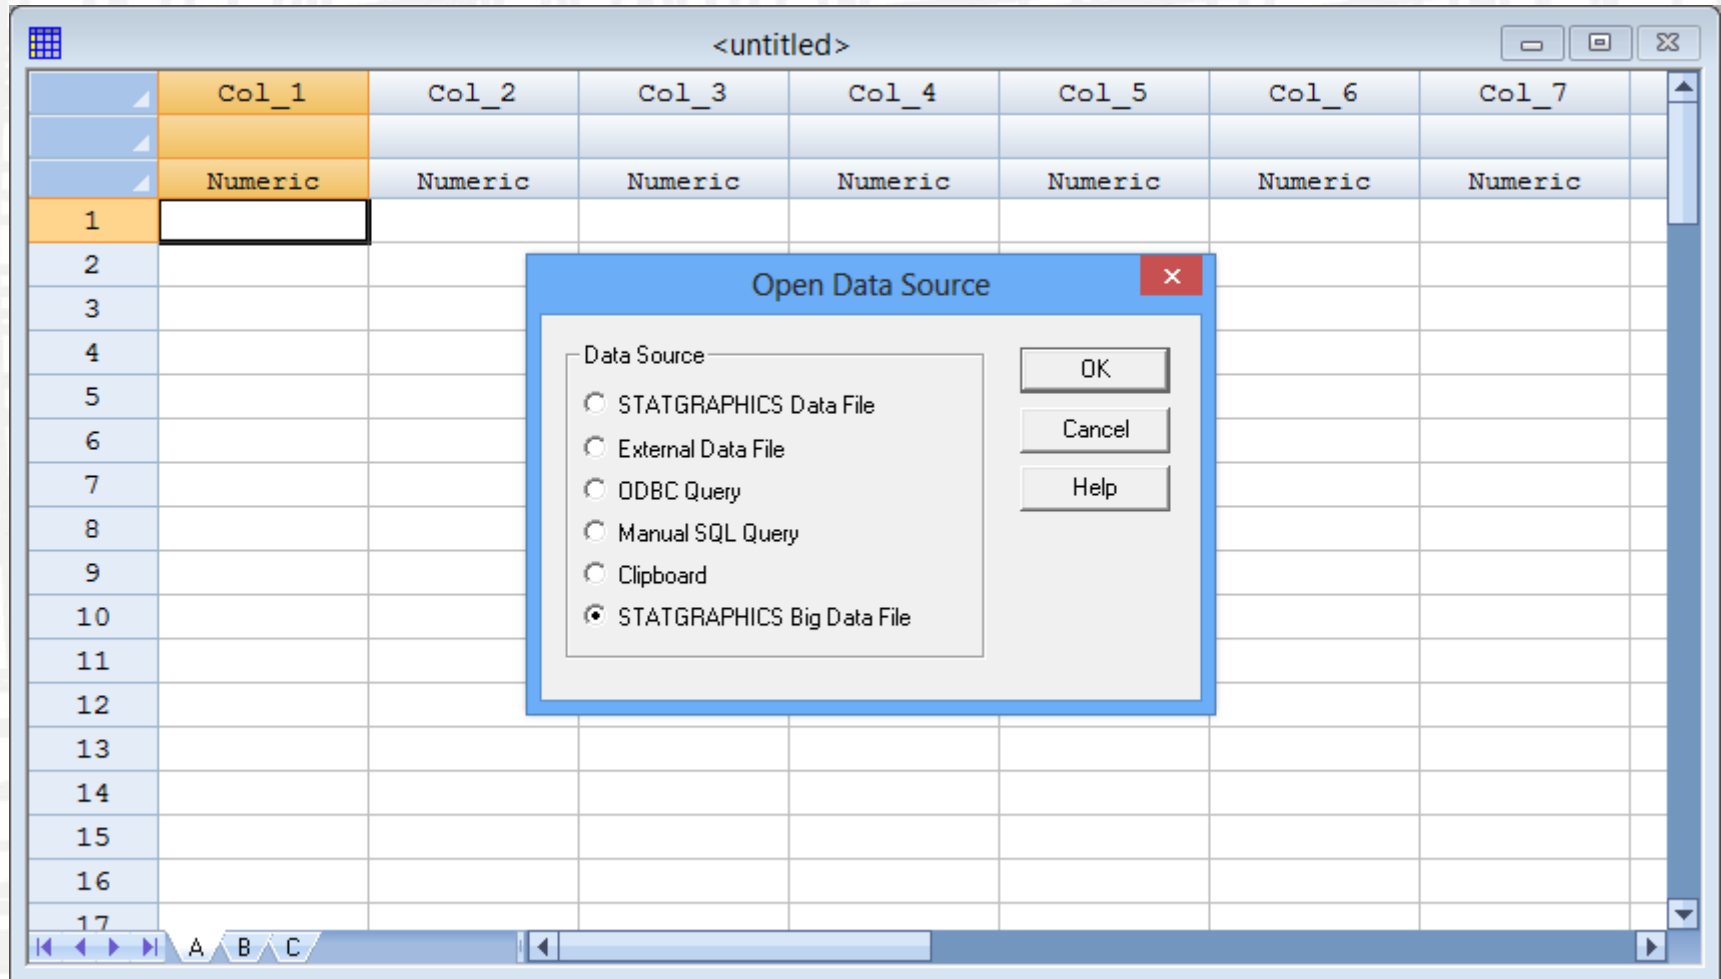 <untitled>
Col_1 Col_2 Col_3 Col_4 Col_5 Col_6 Col_7
Numeric Numeric Numeric Numeric Numeric Numeric Numeric
1
2
3
4
5
6
7
8
9
10
11
12
13
14
15
16
17
Open Data Source
Data Source
STATGRAPHICS Data File
External Data File
ODBC Query
Manual SQL Query
Clipboard
STATGRAPHICS Big Data File
OK
Cancel
Help
A B C